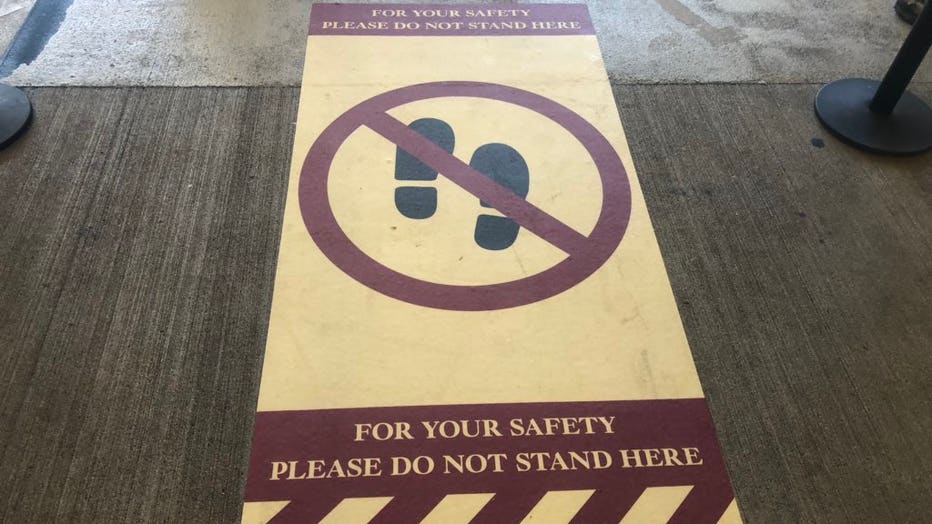 FOR YOUR SAFETY
PLEASE DO NOT STAND HERE
FOR YOUR SAFETY
PLEASE DO NOT STAND HERE